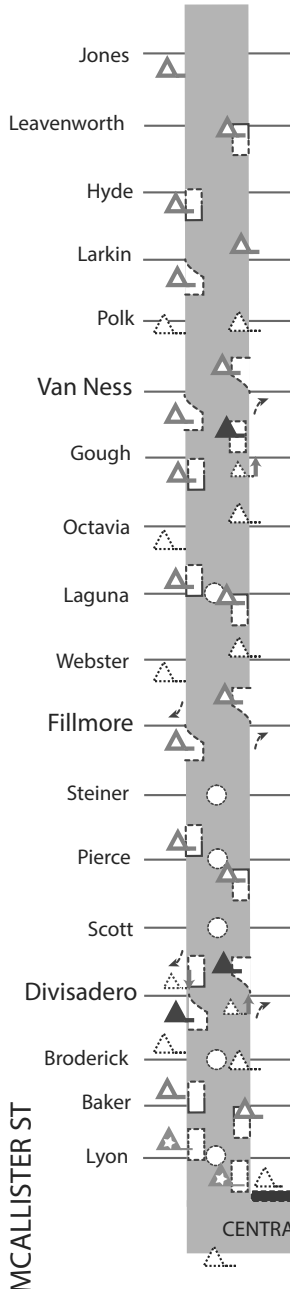 Jones
Leavenworth
Hyde
Larkin
Polk
Van Ness
Gough
Octavia
Laguna
Webster
Fillmore
Steiner
Pierce
Scott
Divisadero
Broderick
Baker
Lyon
MCALLISTER ST
CENTRA